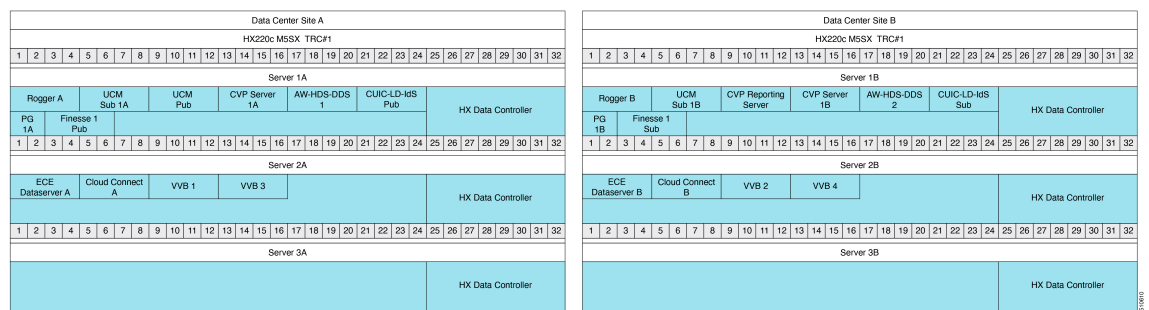 Data Center Site A
HX220c M5SX TRC#1
1 2 3 4 5 6 7 8 9 10 11 12 13 14 15 16 17 18 19 20 21 22 23 24 25 26 27 28 29 30 31 32
Server 1A
Rogger A
UCM
Sub 1A
UCM
Pub
CVP Server
1A
AW-HDS-DDS
1
CUIC-LD-IdS
Pub
HX Data Controller
PG
1A
Finesse 1
Pub
1 2 3 4 5 6 7 8 9 10 11 12 13 14 15 16 17 18 19 20 21 22 23 24 25 26 27 28 29 30 31 32
Server 2A
ECE
Dataserver A
Cloud Connect
A
VVB 1
VVB 3
HX Data Controller
1 2 3 4 5 6 7 8 9 10 11 12 13 14 15 16 17 18 19 20 21 22 23 24 25 26 27 28 29 30 31 32
Server 3A
HX Data Controller
Data Center Site B
HX220c M5SX TRC#1
1 2 3 4 5 6 7 8 9 10 11 12 13 14 15 16 17 18 19 20 21 22 23 24 25 26 27 28 29 30 31 32
Server 1B
Rogger B
UCM
Sub 1B
CVP Reporting
Server
CVP Server
1B
AW-HDS-DDS
2
CUIC-LD-IdS
Sub
HX Data Controller
PG
1B
Finesse 1
Sub
1 2 3 4 5 6 7 8 9 10 11 12 13 14 15 16 17 18 19 20 21 22 23 24 25 26 27 28 29 30 31 32
Server 2B
ECE
Dataserver B
Cloud Connect
B
VVB 2
VVB 4
HX Data Controller
1 2 3 4 5 6 7 8 9 10 11 12 13 14 15 16 17 18 19 20 21 22 23 24 25 26 27 28 29 30 31 32
Server 3B
HX Data Controller